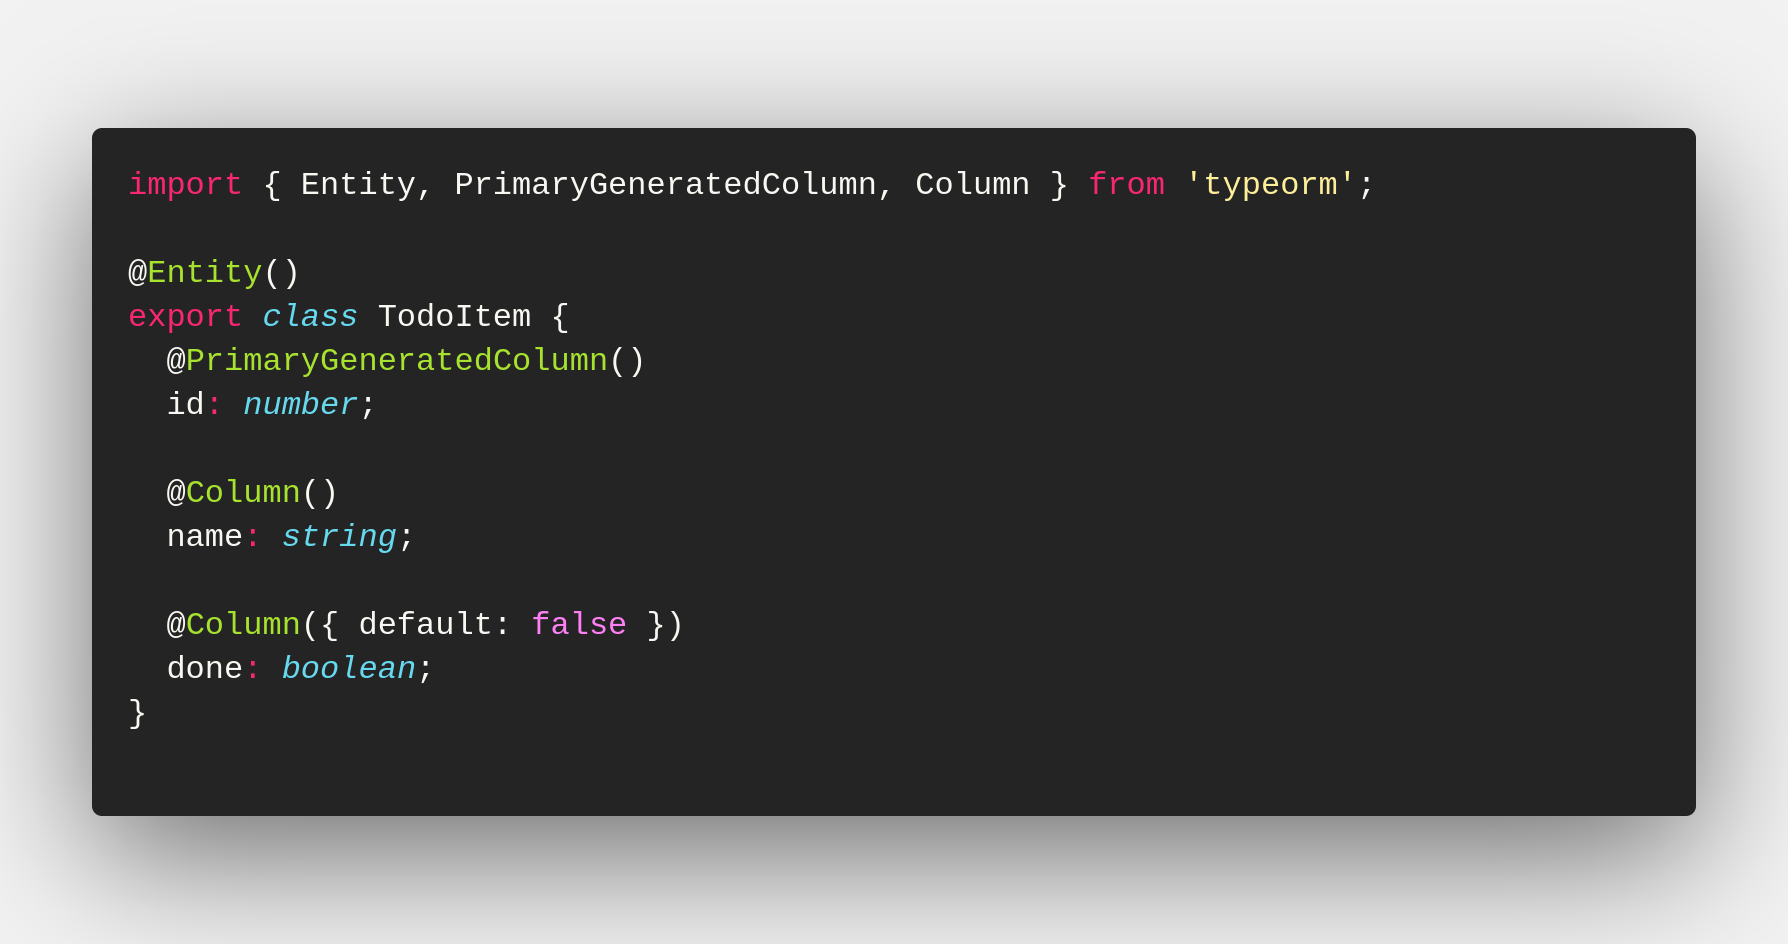 import { Entity, PrimaryGeneratedColumn, Column } from 'typeorm';

@Entity()
export class TodoItem {
  @PrimaryGeneratedColumn()
  id: number;

  @Column()
  name: string;

  @Column({ default: false })
  done: boolean;
}